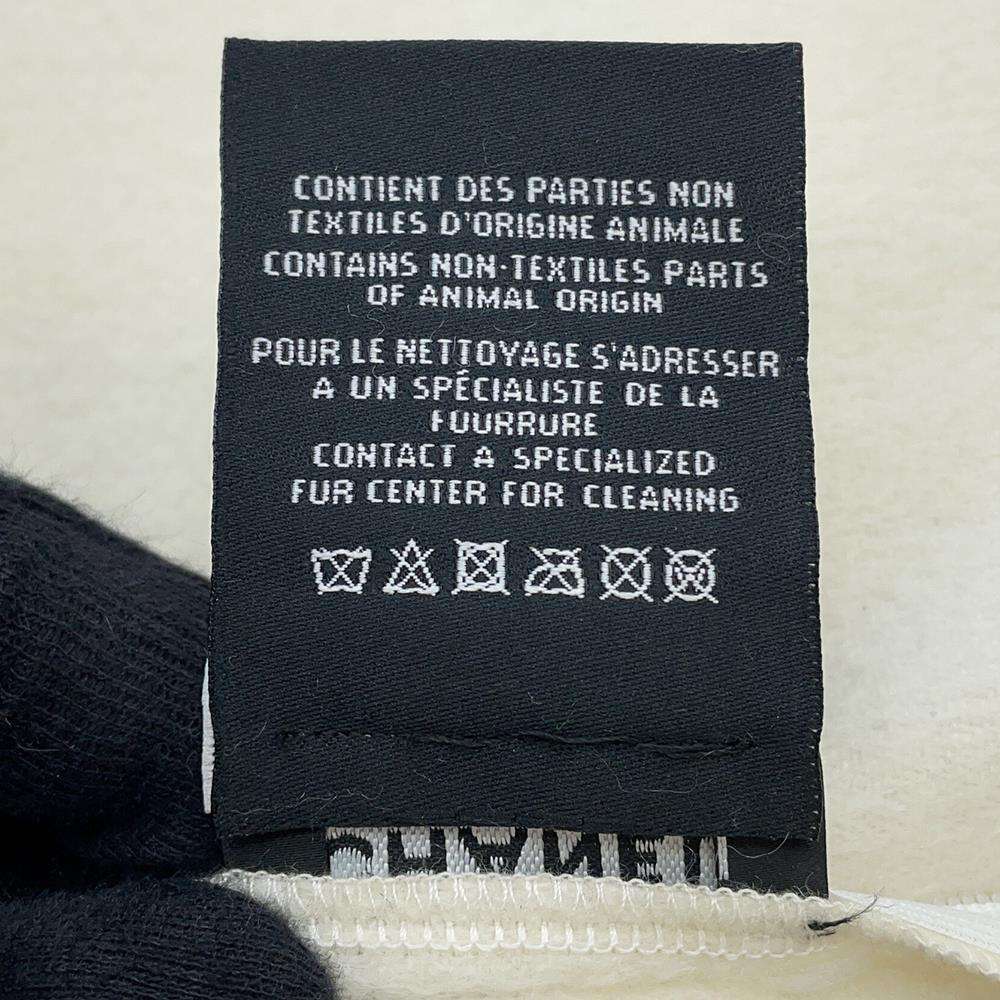 CONTIENT DES PARTIES NON
TEXTILES D'ORIGINE ANIMALE
CONTAINS NON-TEXTILES PARTS
OF ANIMAL ORIGIN
POUR LE NETTOYAGE S'ADRESSER
A UN SPÉCIALISTE DE LA
FUURRURE
CONTACT A SPECIALIZED
FUR CENTER FOR CLEANING